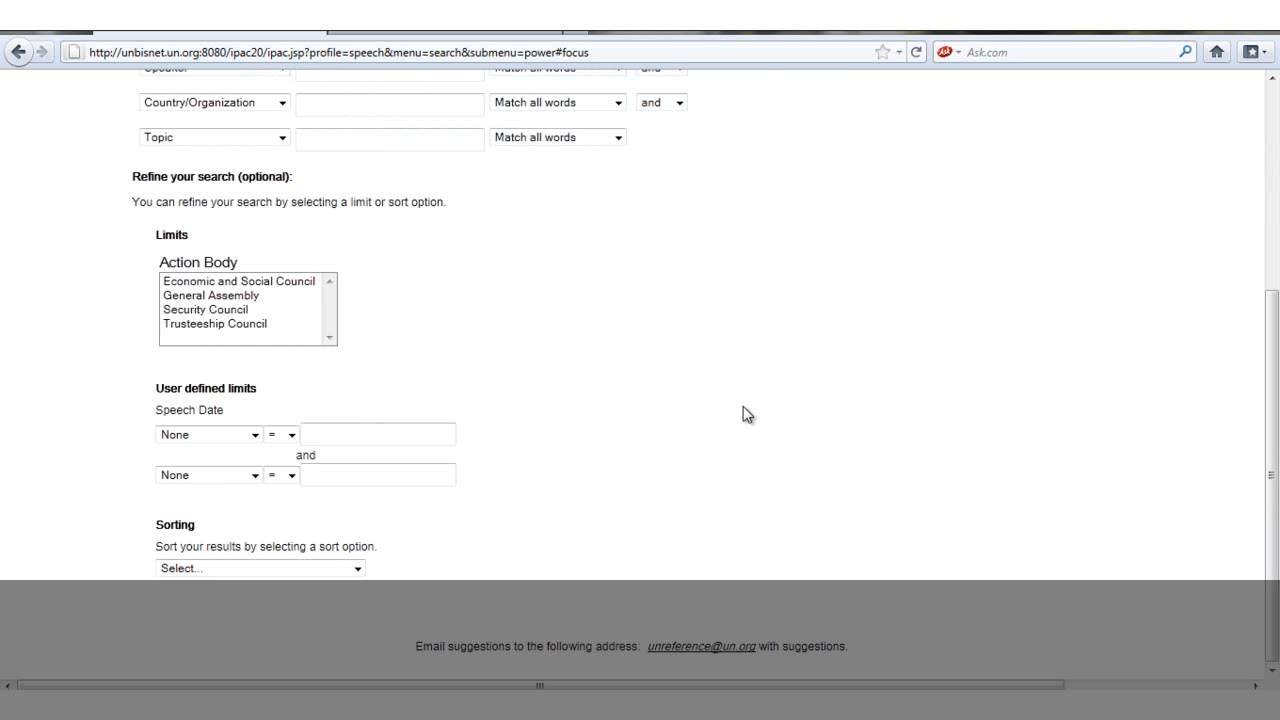 http://unbisnet.un.org:8080/ipac20/ipac.jsp?profile=speech&menu=search&submenu=power#focus
Ask.com
Speaker
Country/Organization Match all words and
Topic Match all words
Refine your search (optional):
You can refine your search by selecting a limit or sort option.
Limits
Action Body
Economic and Social Council
General Assembly
Security Council
Trusteeship Council
User defined limits
Speech Date
None =
and
None =
Sorting
Sort your results by selecting a sort option.
Select...
Email suggestions to the following address: unreference@un.org with suggestions.